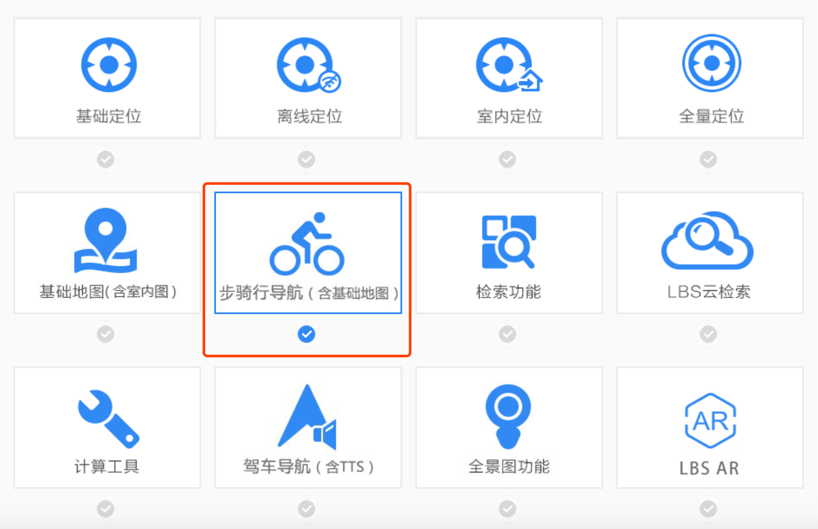 基础定位
离线定位
室内定位
全量定位
基础地图(含室内图)
步骑行导航(含基础地图)
检索功能
LBS云检索
计算工具
驾车导航(含TTS)
全景图功能
AR
LBS AR